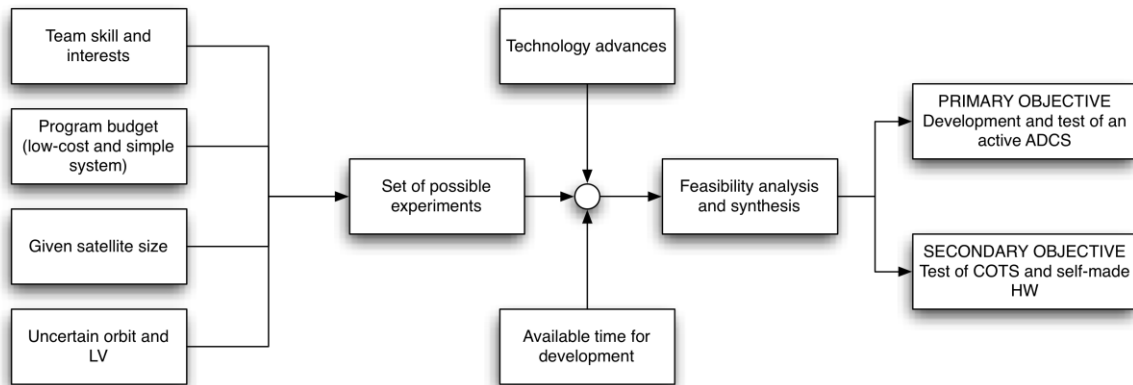 Team skill and
interests
Program budget
(low-cost and simple
system)
Given satellite size
Uncertain orbit and
LV
Set of possible
experiments
Technology advances
Available time for
development
Feasibility analysis
and synthesis
PRIMARY OBJECTIVE
Development and test of an
active ADCS
SECONDARY OBJECTIVE
Test of COTS and self-made
HW